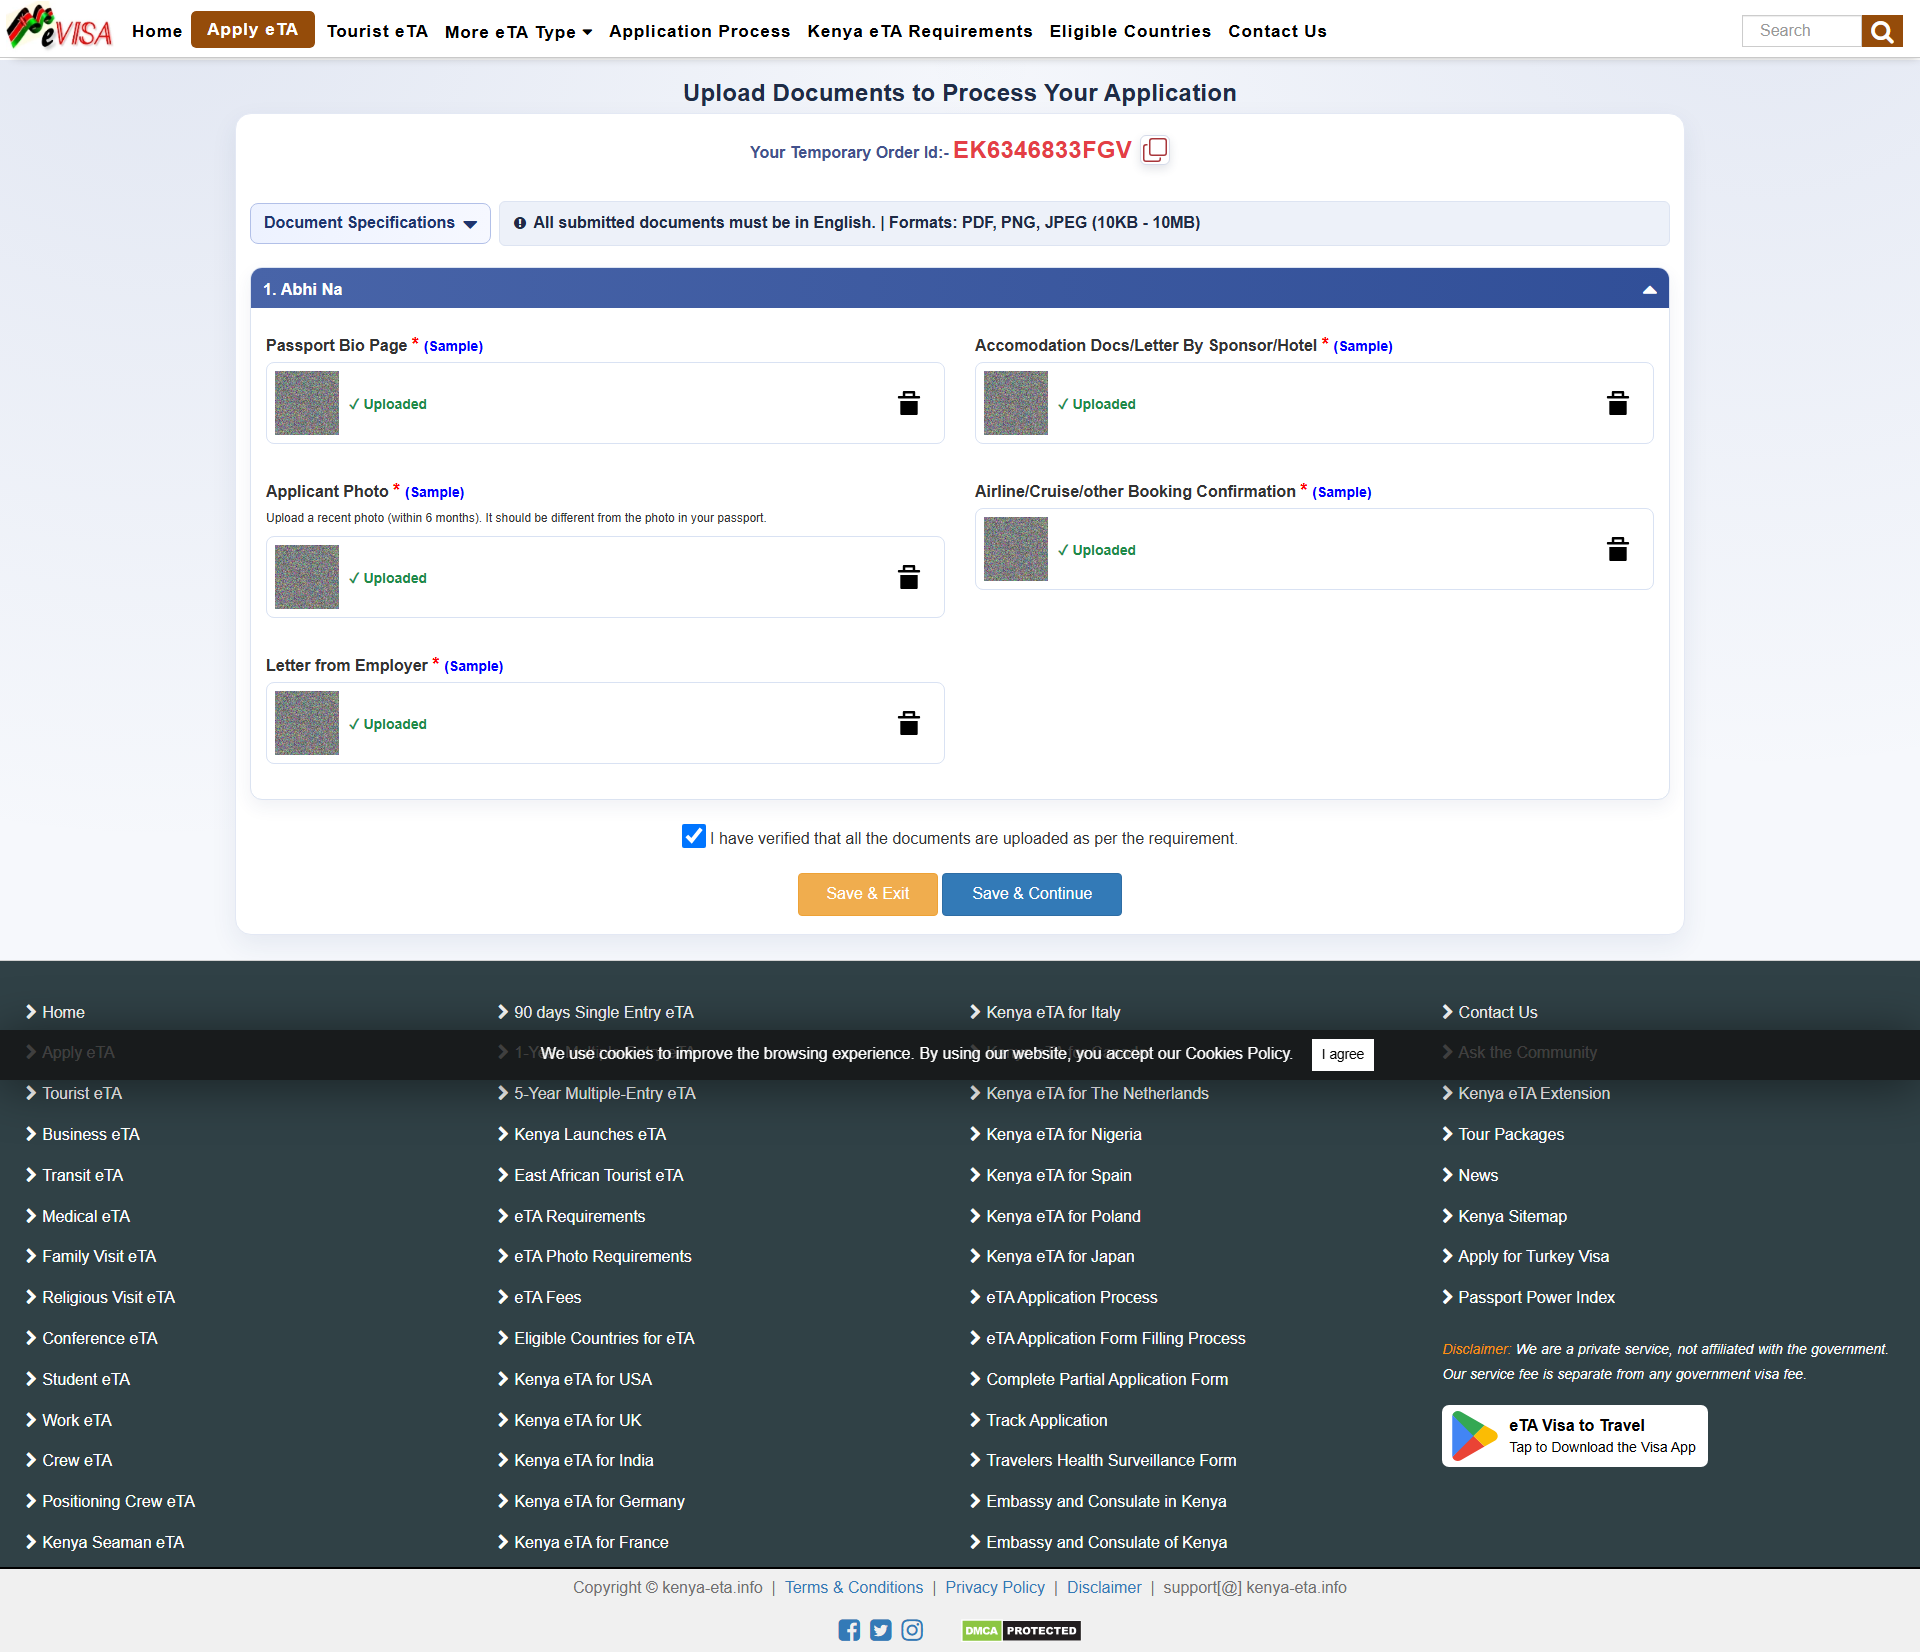 eVISA
Home
Apply eTA
Tourist eTA
More eTA Type
Application Process
Kenya eTA Requirements
Eligible Countries
Contact Us
Search
Upload Documents to Process Your Application
Your Temporary Order Id:- EK6346833FGV
Document Specifications
All submitted documents must be in English. | Formats: PDF, PNG, JPEG (10KB - 10MB)
1. Abhi Na
Passport Bio Page * (Sample)
✓ Uploaded
Accomodation Docs/Letter By Sponsor/Hotel * (Sample)
✓ Uploaded
Applicant Photo * (Sample)
Upload a recent photo (within 6 months). It should be different from the photo in your passport.
✓ Uploaded
Airline/Cruise/other Booking Confirmation * (Sample)
✓ Uploaded
Letter from Employer * (Sample)
✓ Uploaded
I have verified that all the documents are uploaded as per the requirement.
Save & Exit
Save & Continue
Home
Apply eTA
Tourist eTA
Business eTA
Transit eTA
Medical eTA
Family Visit eTA
Religious Visit eTA
Conference eTA
Student eTA
Work eTA
Crew eTA
Positioning Crew eTA
Kenya Seaman eTA
90 days Single Entry eTA
We use cookies to improve the browsing experience. By using our website, you accept our Cookies Policy.
I agree
5-Year Multiple-Entry eTA
Kenya Launches eTA
East African Tourist eTA
eTA Requirements
eTA Photo Requirements
eTA Fees
Eligible Countries for eTA
Kenya eTA for USA
Kenya eTA for UK
Kenya eTA for India
Kenya eTA for Germany
Kenya eTA for France
Kenya eTA for Italy
Kenya eTA for The Netherlands
Kenya eTA for Nigeria
Kenya eTA for Spain
Kenya eTA for Poland
Kenya eTA for Japan
eTA Application Process
eTA Application Form Filling Process
Complete Partial Application Form
Track Application
Travelers Health Surveillance Form
Embassy and Consulate in Kenya
Embassy and Consulate of Kenya
Contact Us
Ask the Community
Kenya eTA Extension
Tour Packages
News
Kenya Sitemap
Apply for Turkey Visa
Passport Power Index
Disclaimer: We are a private service, not affiliated with the government.
Our service fee is separate from any government visa fee.
eTA Visa to Travel
Tap to Download the Visa App
Copyright © kenya-eta.info | Terms & Conditions | Privacy Policy | Disclaimer | support[@] kenya-eta.info
DMCA PROTECTED